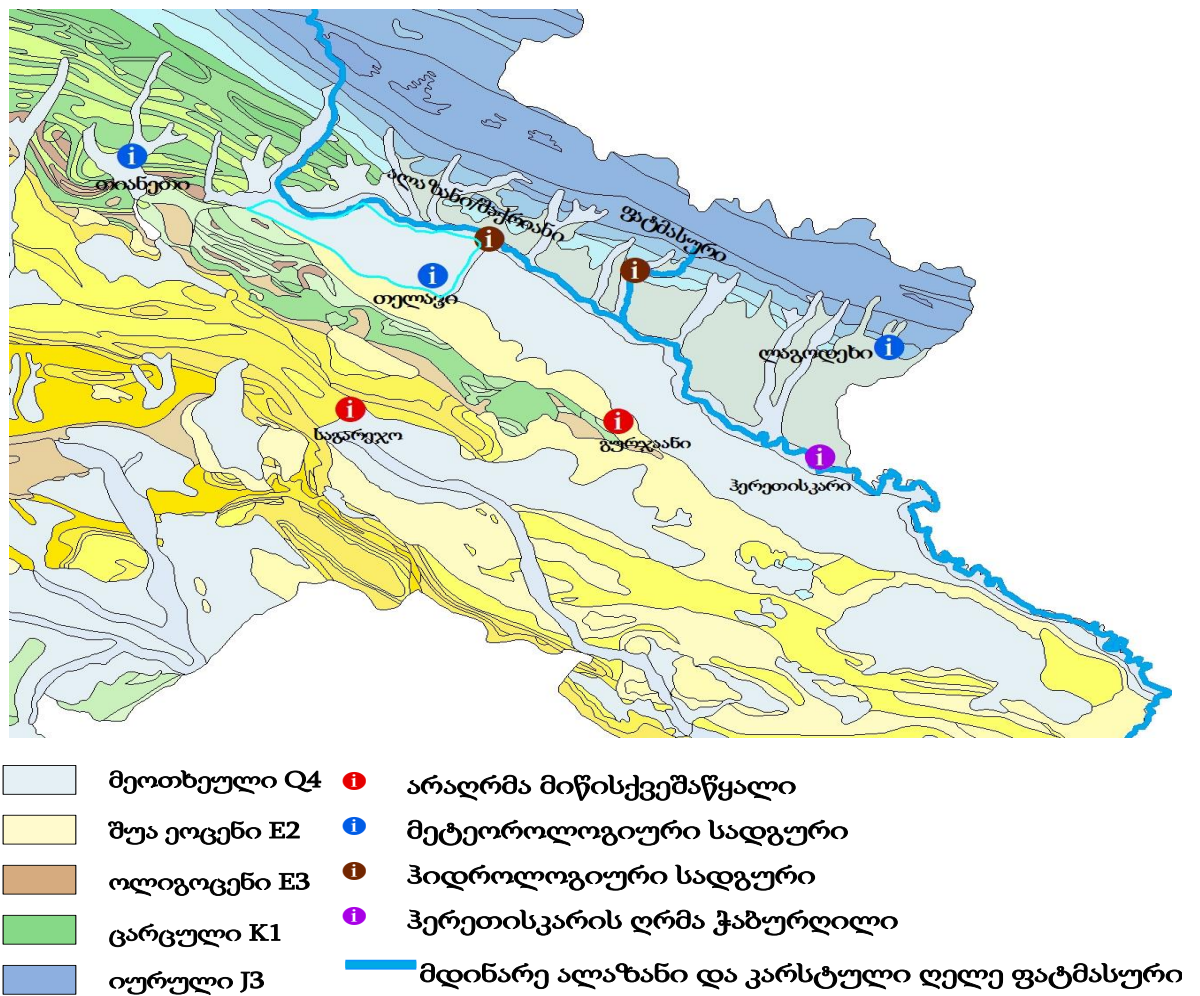 თიანეთი
ალაზანი/შაქრიანი
ფატმასური
თელავი
ლაგოდეხი
საგარეჯო
გურჯაანი
ჰერეთისკარი
მეოთხეული Q4
შუა ეოცენი E2
ოლიგოცენი E3
ცარცული K1
იურული J3
არაღრმა მიწისქვეშაწყალი
მეტეოროლოგიური სადგური
ჰიდროლოგიური სადგური
ჰერეთისკარის ღრმა ჭაბურღილი
მდინარე ალაზანი და კარსტული ღელე ფატმასური